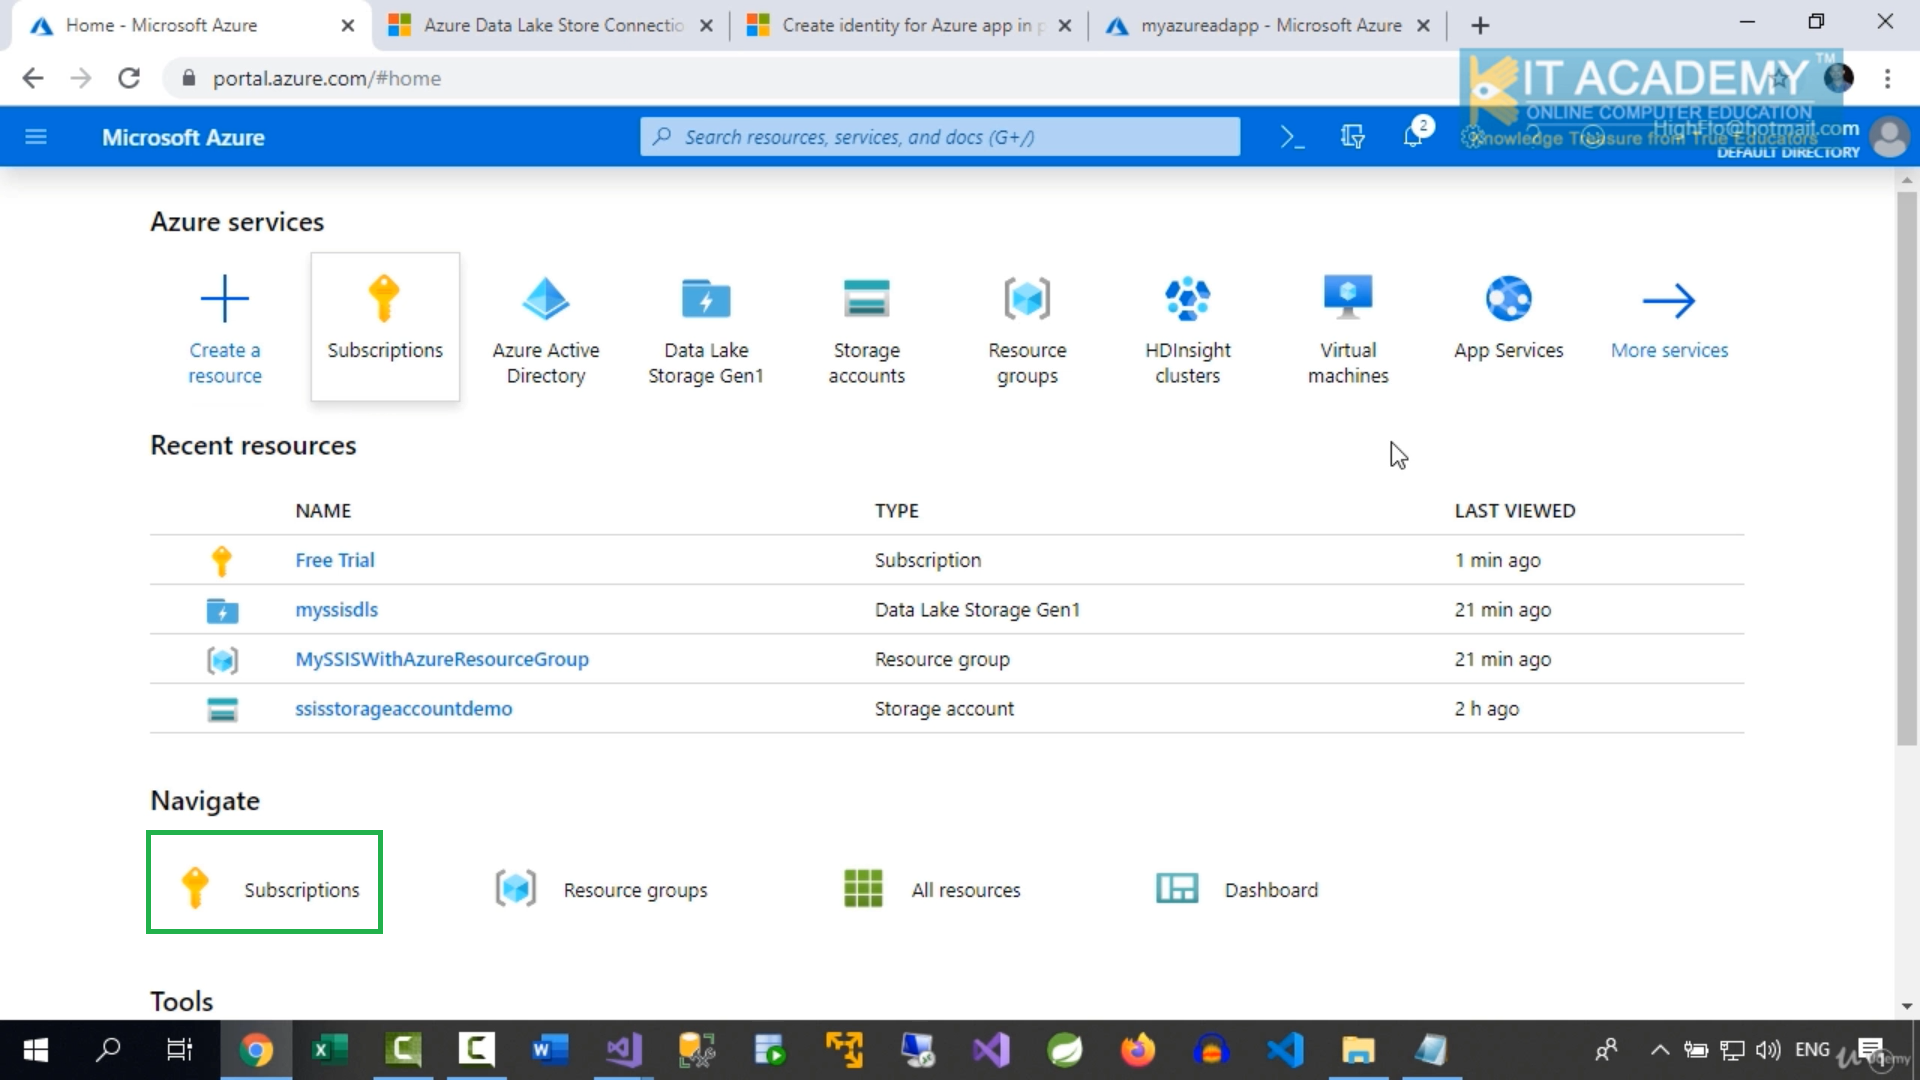 Home - Microsoft Azure
Azure Data Lake Store Connectio
Create identity for Azure app in p
myazureadapp - Microsoft Azure
portal.azure.com/#home
KIT ACADEMY TM
ONLINE COMPUTER EDUCATION
Knowledge Treasure from True Educators
Microsoft Azure
Search resources, services, and docs (G+/)
2
HighFlo@hotmail.com
DEFAULT DIRECTORY
Azure services
Create a resource
Subscriptions
Azure Active Directory
Data Lake Storage Gen1
Storage accounts
Resource groups
HDInsight clusters
Virtual machines
App Services
More services
Recent resources
NAME TYPE LAST VIEWED
Free Trial Subscription 1 min ago
myssisdls Data Lake Storage Gen1 21 min ago
MySSISWithAzureResourceGroup Resource group 21 min ago
ssisstorageaccountdemo Storage account 2 h ago
Navigate
Subscriptions Resource groups All resources Dashboard
Tools
ENG
udemy